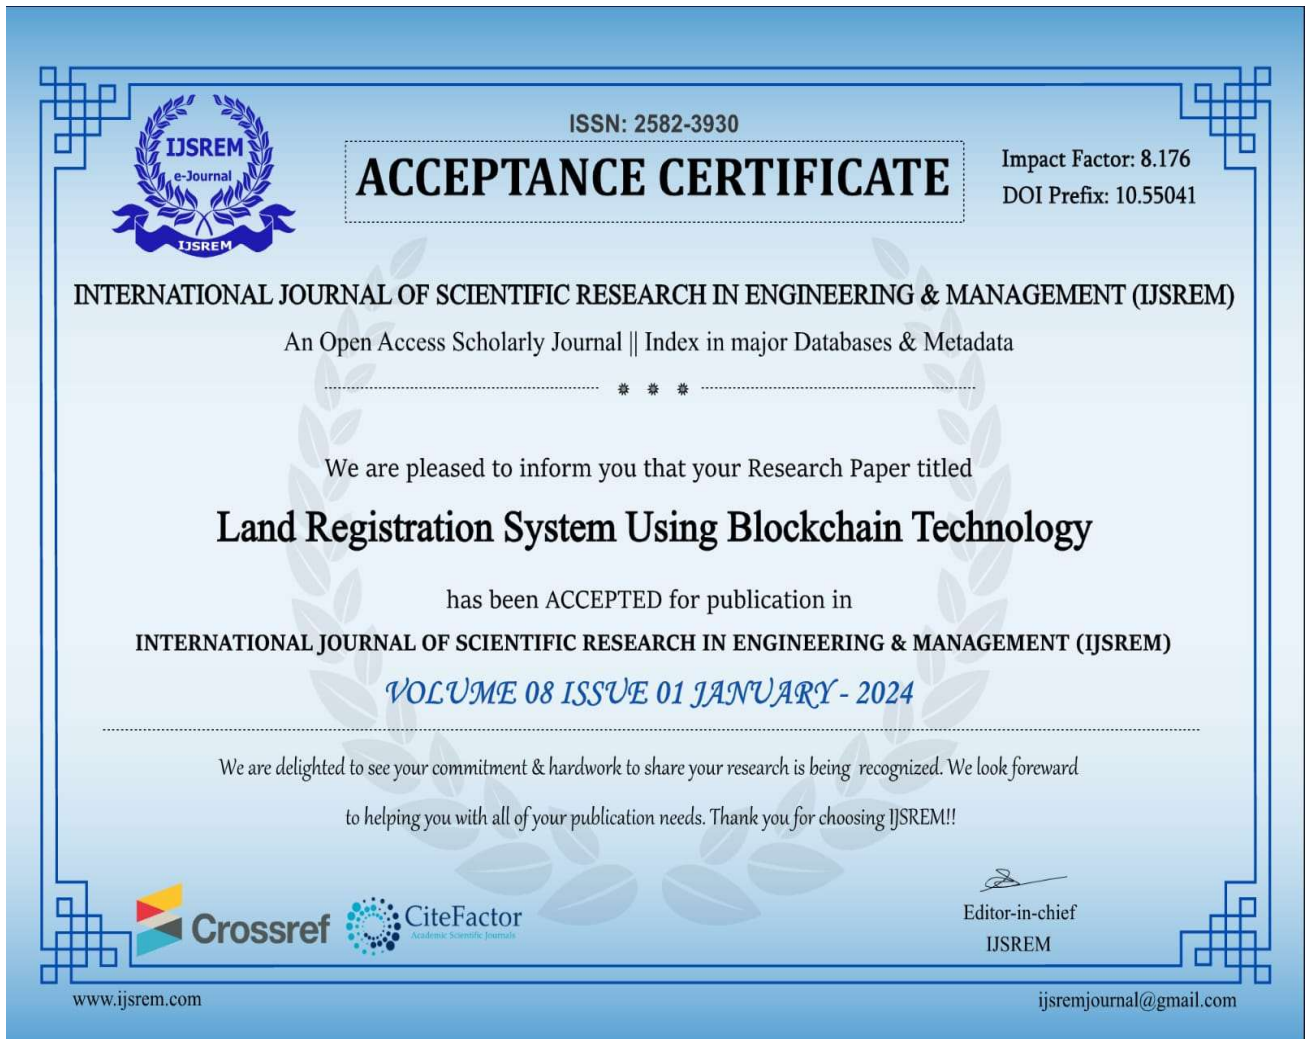 IJSREM
e-Journal
IJSREM
ISSN: 2582-3930
ACCEPTANCE CERTIFICATE
Impact Factor: 8.176
DOI Prefix: 10.55041
INTERNATIONAL JOURNAL OF SCIENTIFIC RESEARCH IN ENGINEERING & MANAGEMENT (IJSREM)
An Open Access Scholarly Journal || Index in major Databases & Metadata
We are pleased to inform you that your Research Paper titled
Land Registration System Using Blockchain Technology
has been ACCEPTED for publication in
INTERNATIONAL JOURNAL OF SCIENTIFIC RESEARCH IN ENGINEERING & MANAGEMENT (IJSREM)
VOLUME 08 ISSUE 01 JANUARY - 2024
We are delighted to see your commitment & hardwork to share your research is being recognized. We look foreward
to helping you with all of your publication needs. Thank you for choosing IJSREM!!
Crossref
CiteFactor
Academic Scientific Journals
Editor-in-chief
IJSREM
www.ijsrem.com
ijsremjournal@gmail.com